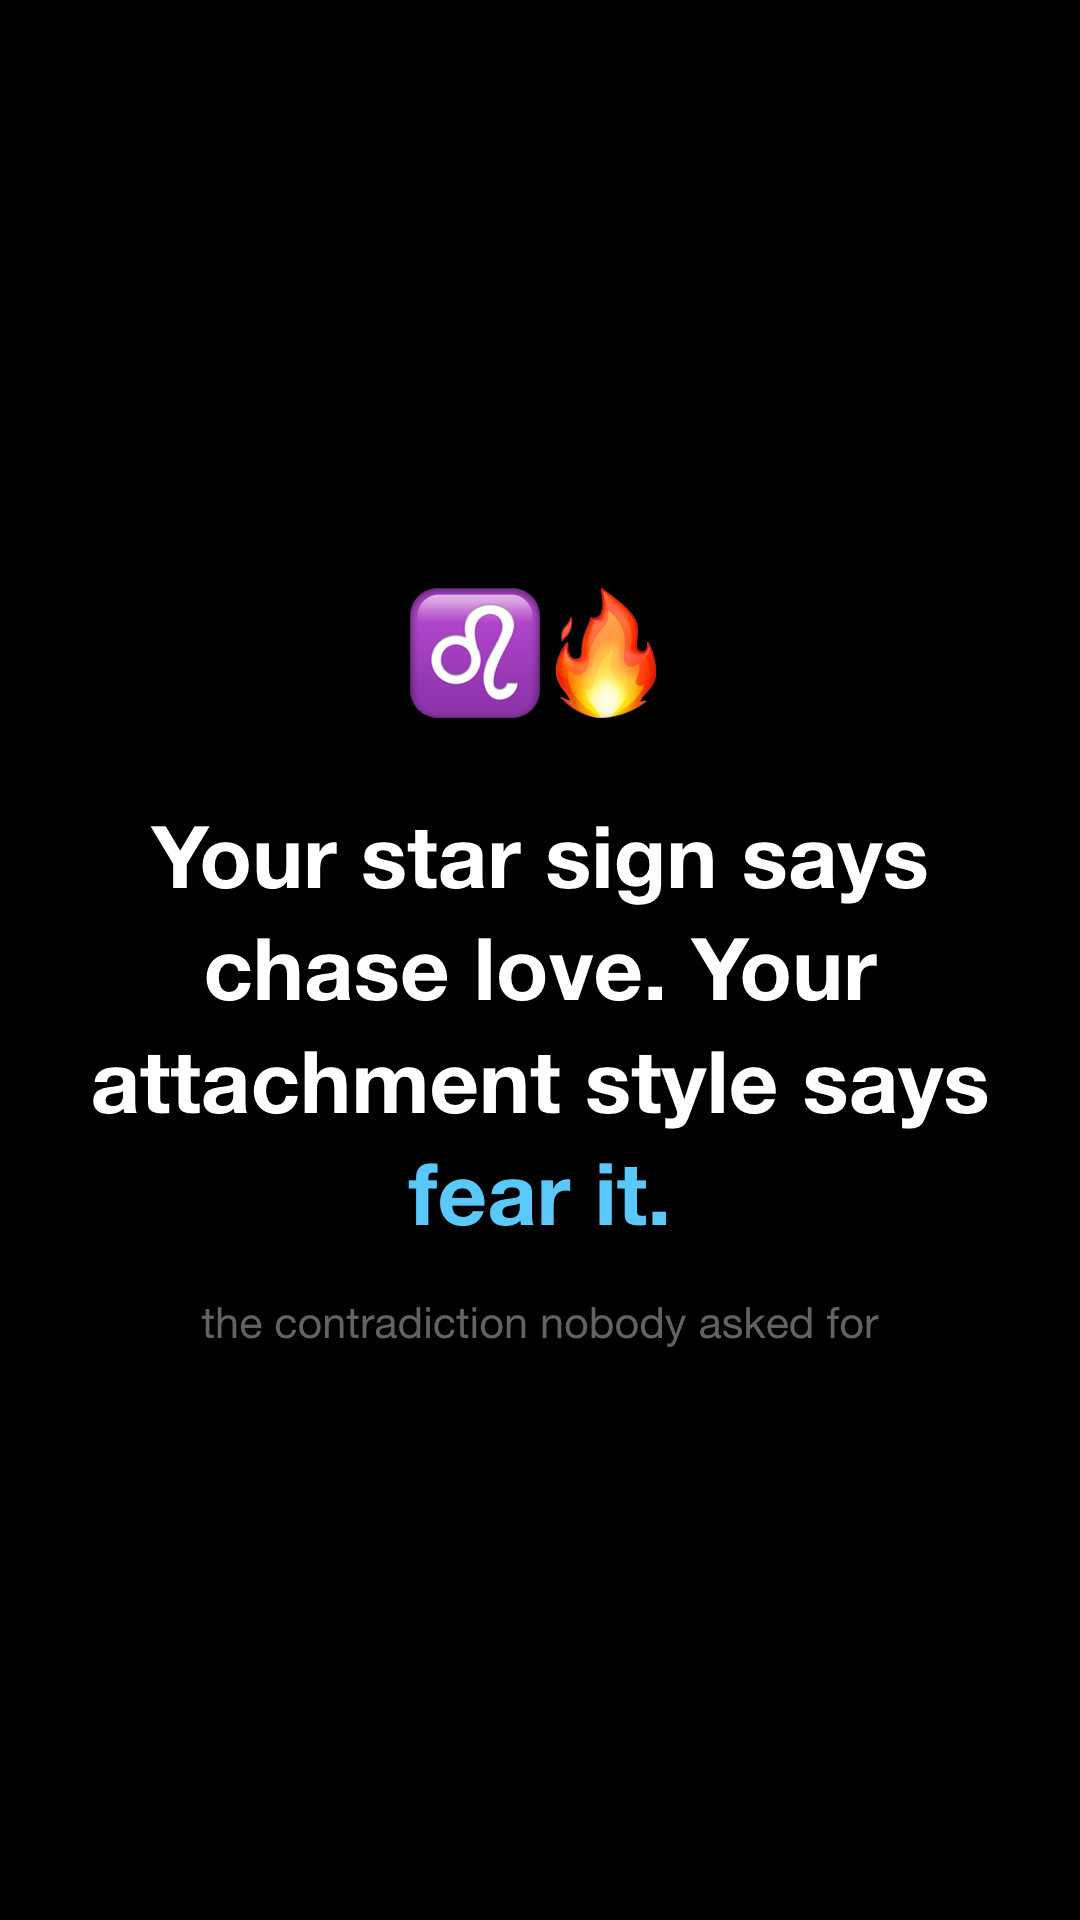 ♌🔥
Your star sign says
chase love. Your
attachment style says
fear it.
the contradiction nobody asked for